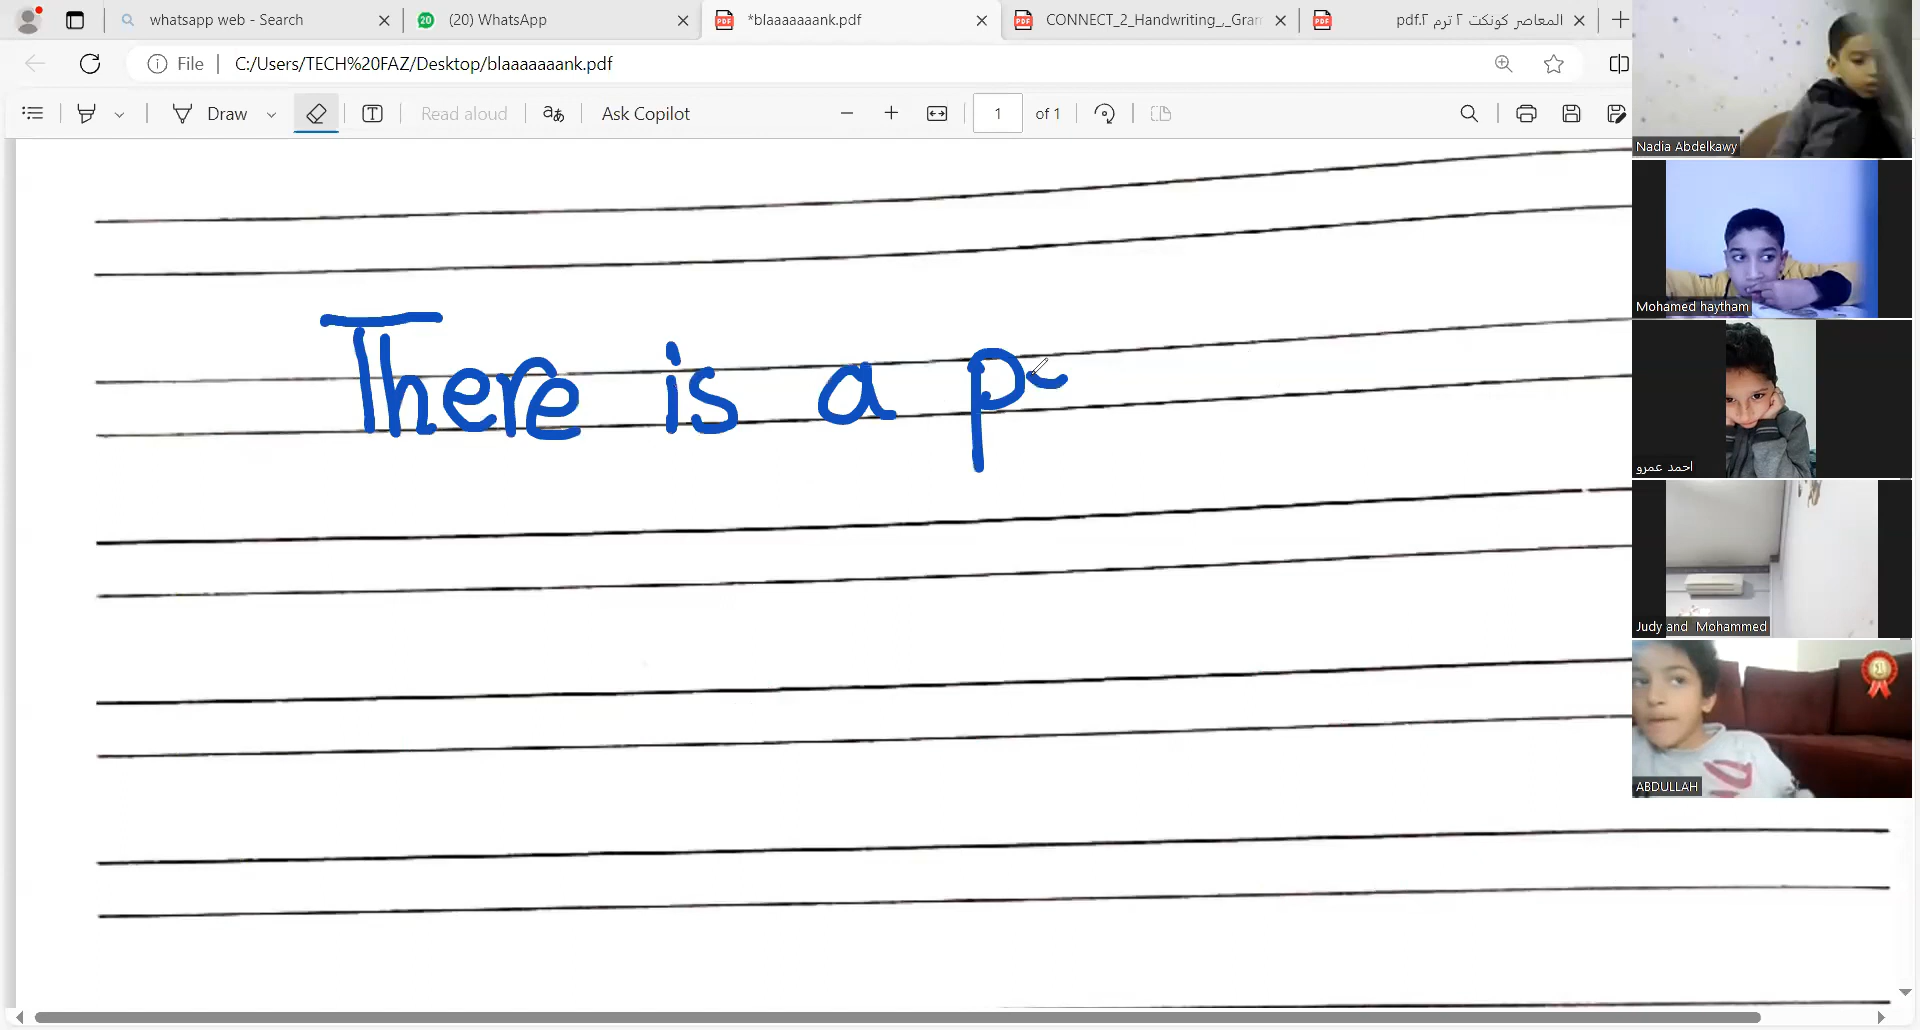 whatsapp web - Search
(20) WhatsApp
*blaaaaaaank.pdf
CONNECT_2_Handwriting_,_Gran
المعاصر كونكت ٢ ترم ٢.pdf
File
C:/Users/TECH%20FAZ/Desktop/blaaaaaaank.pdf
Draw
Read aloud
Ask Copilot
1
of 1
There is a p
Nadia Abdelkawy
Mohamed haytham
احمد عمرو
Judy and Mohammed
ABDULLAH